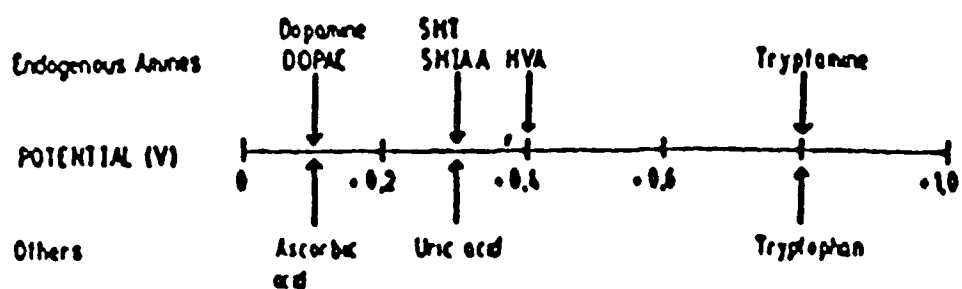 Dopamine 5HT
Endogenous Amines DOPAC 5HIAA HVA Tryptamine
POTENTIAL (V)
0 +0,2 +0,4 +0,6 +1,0
Others Ascorbic acid Uric acid Tryptophan